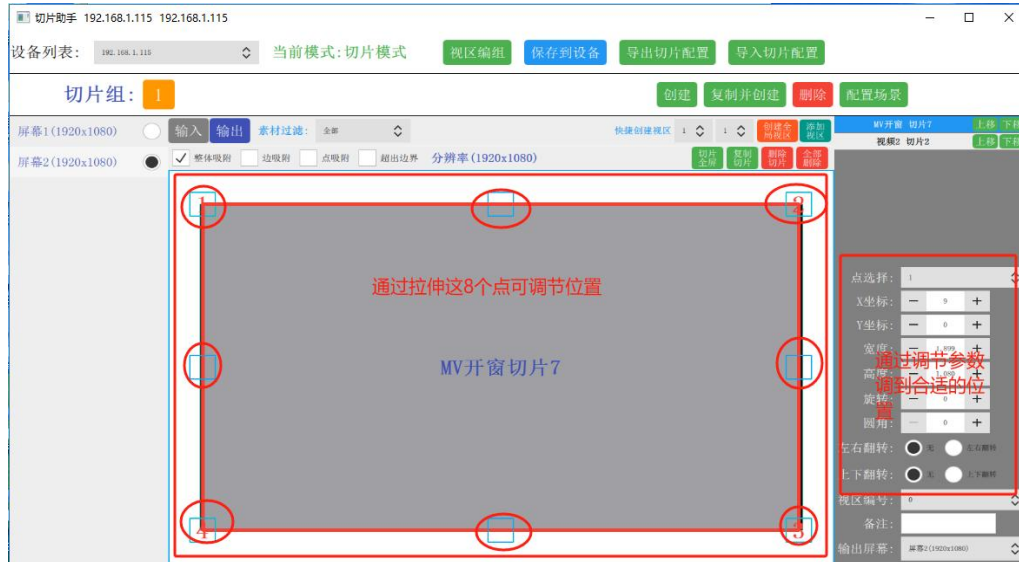 切片助手 192.168.1.115 192.168.1.115
设备列表: 192.168.1.115 当前模式:切片模式 视区编组 保存到设备 导出切片配置 导入切片配置
切片组: 1 创建 复制并创建 删除 配置场景
屏幕1(1920x1080) 输入 输出 素材过滤: 全部 快捷创建视区 1 1 创建全局视区 添加视区 MV开窗 切片7 上移 下移
屏幕2(1920x1080) 整体吸附 边吸附 点吸附 超出边界 分辨率(1920x1080) 切片全屏 复制切片 删除切片 全部删除 视频2 切片2 上移 下移
1 2
通过拉伸这8个点可调节位置
MV开窗切片7
4 3
点选择: 1
X坐标: 9
Y坐标: 0
宽度: 1,899
高度: 1,080
旋转: 0
圆角: 0
通过调节参数
调到合适的位
置
左右翻转: 无 左右翻转
上下翻转: 无 上下翻转
视区编号: 0
备注:
输出屏幕: 屏幕2(1920x1080)